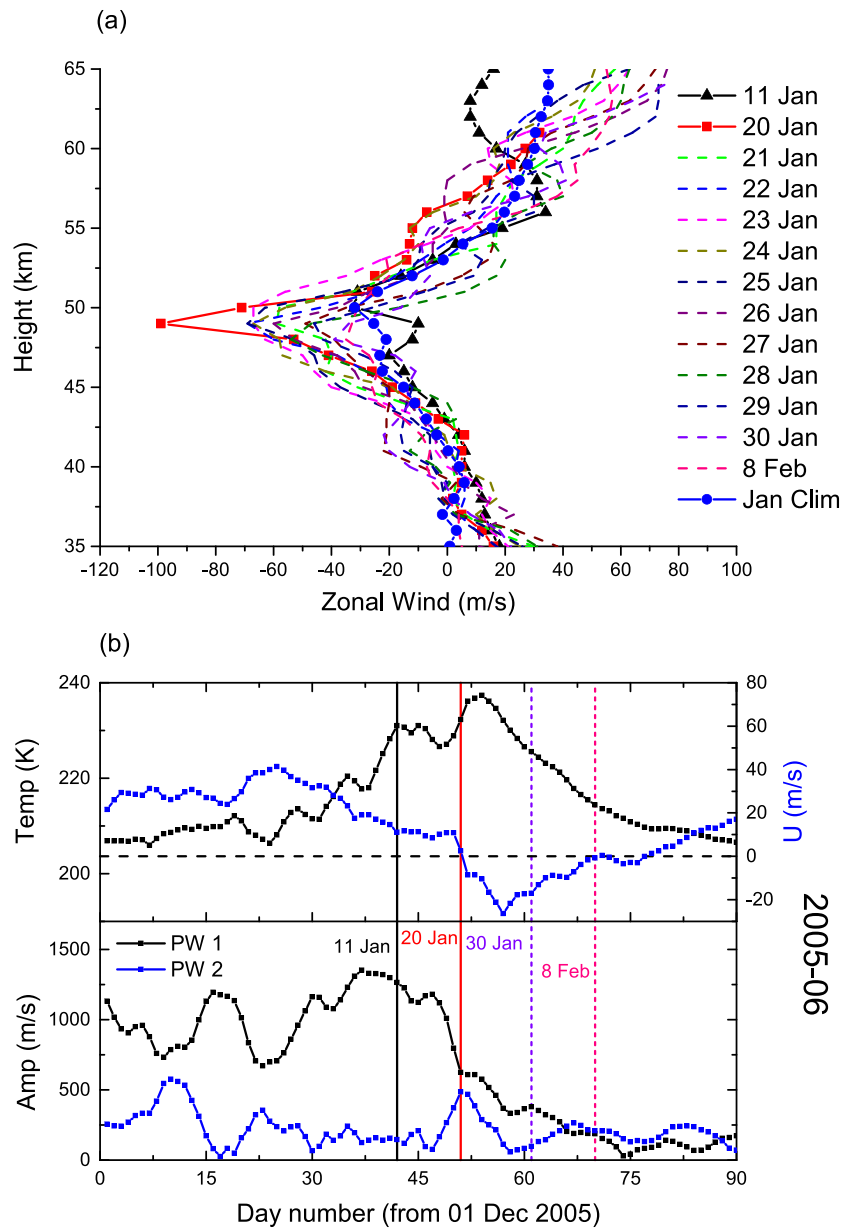 (a)
65
60
55
50
45
40
35
Height (km)
-120 -100 -80 -60 -40 -20 0 20 40 60 80 100
Zonal Wind (m/s)
11 Jan
20 Jan
21 Jan
22 Jan
23 Jan
24 Jan
25 Jan
26 Jan
27 Jan
28 Jan
29 Jan
30 Jan
8 Feb
Jan Clim
(b)
240
220
200
Temp (K)
80
60
40
20
0
-20
U (m/s)
PW 1
PW 2
11 Jan
20 Jan
30 Jan
8 Feb
1500
1000
500
0
Amp (m/s)
0 15 30 45 60 75 90
Day number (from 01 Dec 2005)
2005-06